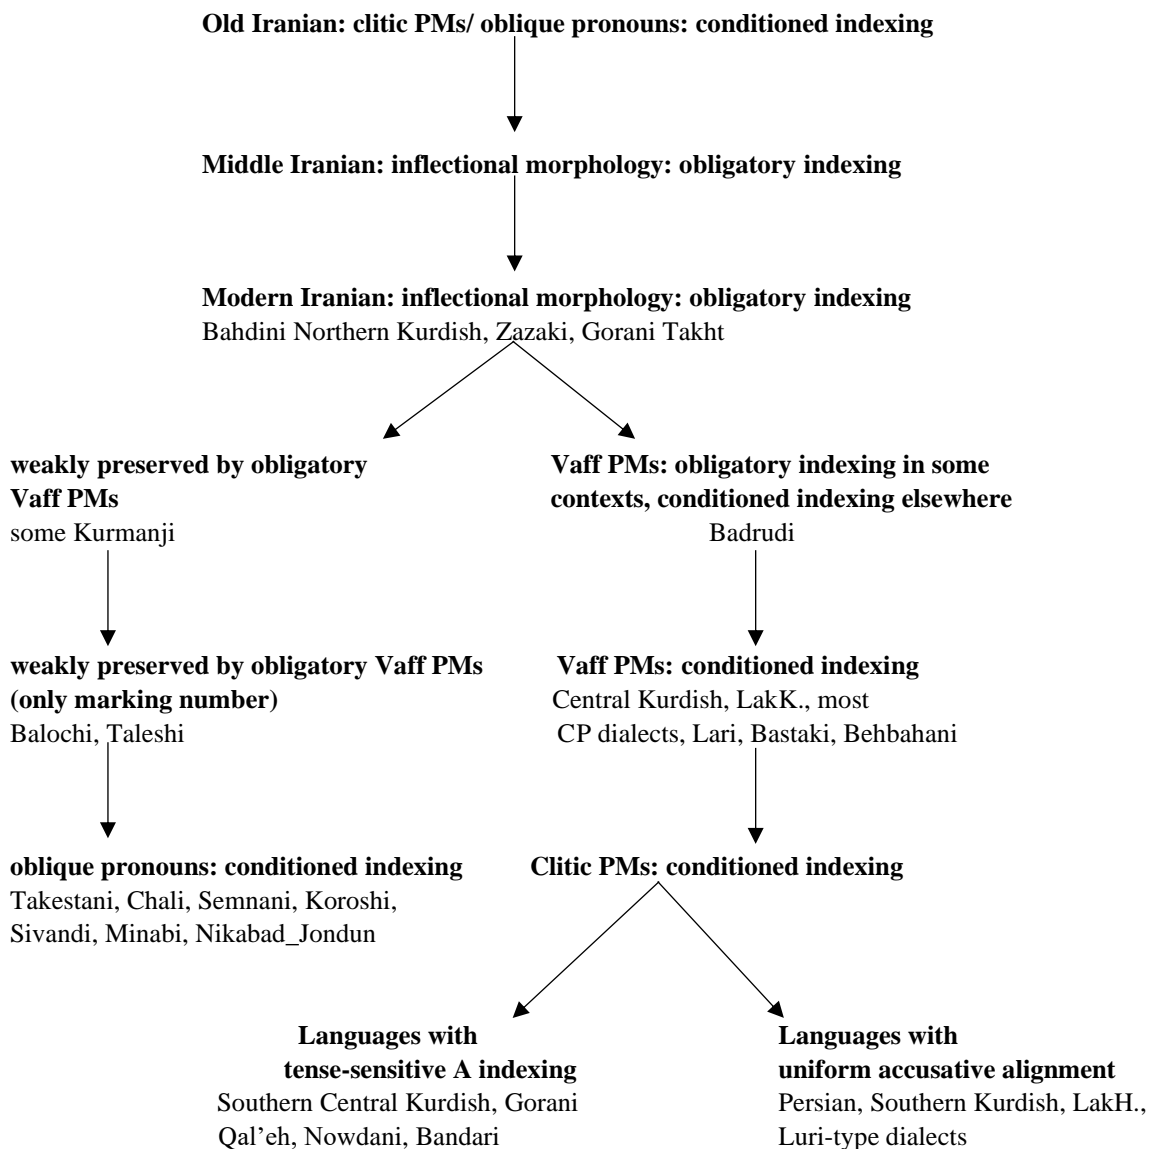 Old Iranian: clitic PMs/ oblique pronouns: conditioned indexing
Middle Iranian: inflectional morphology: obligatory indexing
Modern Iranian: inflectional morphology: obligatory indexing
Bahdini Northern Kurdish, Zazaki, Gorani Takht
weakly preserved by obligatory
Vaff PMs
some Kurmanji
Vaff PMs: obligatory indexing in some
contexts, conditioned indexing elsewhere
Badrudi
weakly preserved by obligatory Vaff PMs
(only marking number)
Balochi, Taleshi
Vaff PMs: conditioned indexing
Central Kurdish, LakK., most
CP dialects, Lari, Bastaki, Behbahani
oblique pronouns: conditioned indexing
Takestani, Chali, Semnani, Koroshi,
Sivandi, Minabi, Nikabad_Jondun
Clitic PMs: conditioned indexing
Languages with
tense-sensitive A indexing
Southern Central Kurdish, Gorani
Qal’eh, Nowdani, Bandari
Languages with
uniform accusative alignment
Persian, Southern Kurdish, LakH.,
Luri-type dialects